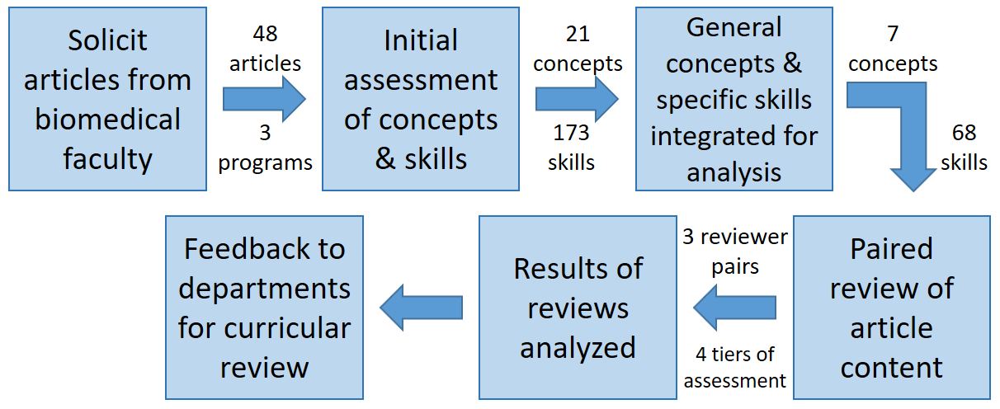 Solicit
articles from
biomedical
faculty
48
articles
3
programs
Initial
assessment
of concepts
& skills
21
concepts
173
skills
General
concepts &
specific skills
integrated for
analysis
7
concepts
68
skills
Paired
review of
article
content
3 reviewer
pairs
4 tiers of
assessment
Results of
reviews
analyzed
Feedback to
departments
for curricular
review